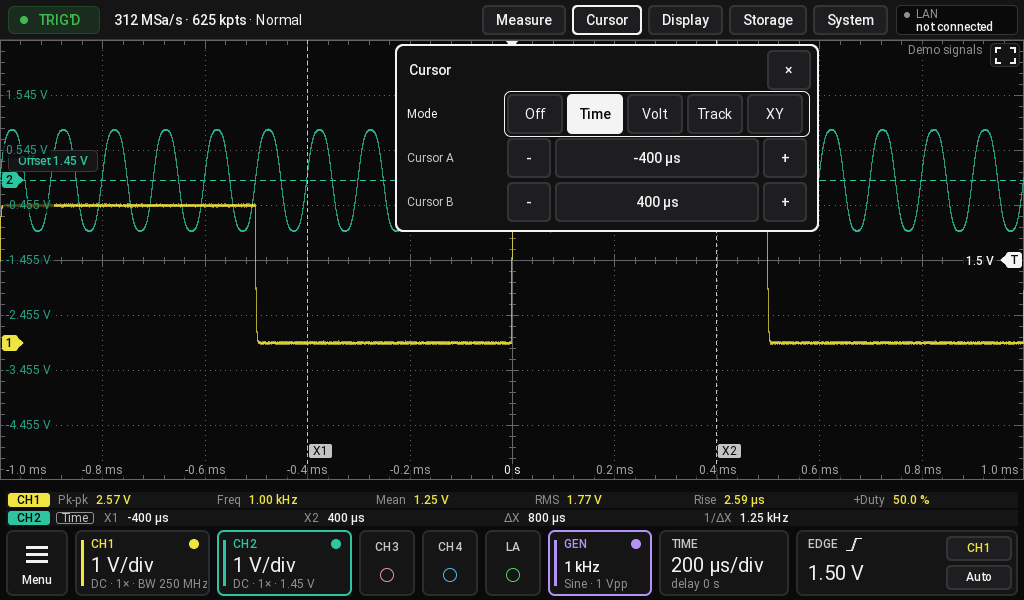 TRIG'D
312 MSa/s · 625 kpts · Normal
Measure
Cursor
Display
Storage
System
LAN
not connected
Demo signals
Cursor
×
Mode
Off
Time
Volt
Track
XY
Cursor A
-
-400 µs
+
Cursor B
-
400 µs
+
1.545 V
0.545 V
Offset 1.45 V
2
-0.455 V
-1.455 V
1.5 V
T
-2.455 V
1
-3.455 V
-4.455 V
X1
X2
-1.0 ms
-0.8 ms
-0.6 ms
-0.4 ms
-0.2 ms
0 s
0.2 ms
0.4 ms
0.6 ms
0.8 ms
1.0 ms
CH1
Pk-pk 2.57 V
Freq 1.00 kHz
Mean 1.25 V
RMS 1.77 V
Rise 2.59 µs
+Duty 50.0 %
CH2
Time
X1 -400 µs
X2 400 µs
ΔX 800 µs
1/ΔX 1.25 kHz
Menu
CH1
1 V/div
DC · 1× · BW 250 MHz
CH2
1 V/div
DC · 1× · 1.45 V
CH3
CH4
LA
GEN
1 kHz
Sine · 1 Vpp
TIME
200 µs/div
delay 0 s
EDGE
1.50 V
CH1
Auto